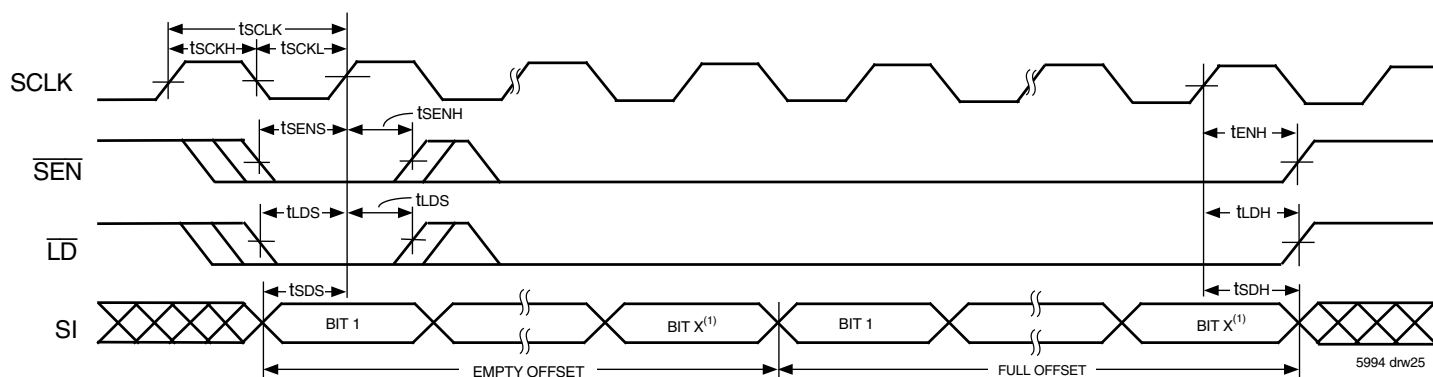 tSCLK
tSCKH
tSCKL
SCLK
tSENS
tSENH
tENH
SEN
tLDS
tLDS
tLDH
LD
tSDS
tSDH
SI
BIT 1
BIT X(1)
BIT 1
BIT X(1)
EMPTY OFFSET
FULL OFFSET
5994 drw25